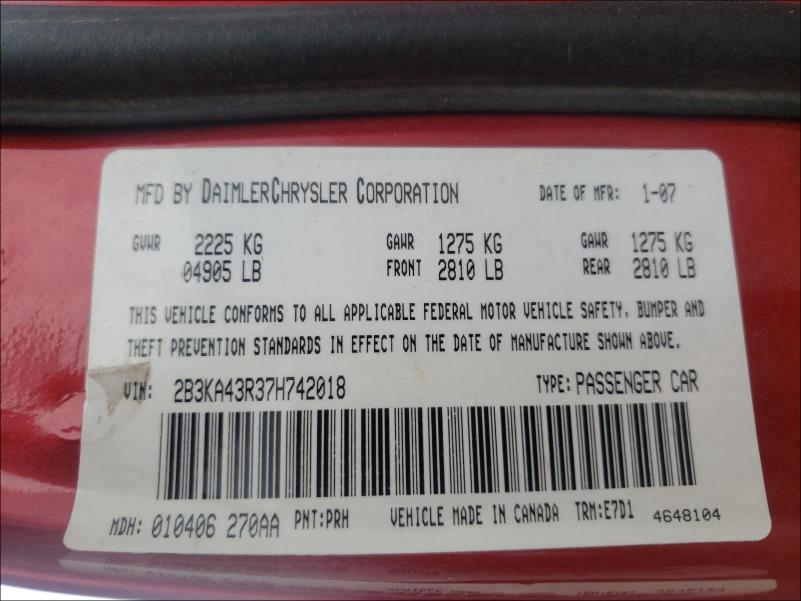 MFD BY DAIMLERCHRYSLER CORPORATION DATE OF MFR: 1-07
GVWR 2225 KG GAWR 1275 KG GAWR 1275 KG
04905 LB FRONT 2810 LB REAR 2810 LB
THIS VEHICLE CONFORMS TO ALL APPLICABLE FEDERAL MOTOR VEHICLE SAFETY, BUMPER AND
THEFT PREVENTION STANDARDS IN EFFECT ON THE DATE OF MANUFACTURE SHOWN ABOVE.
VIN: 2B3KA43R37H742018 TYPE: PASSENGER CAR
MDH: 010406 270AA PNT:PRH VEHICLE MADE IN CANADA TRM:E7D1 4648104